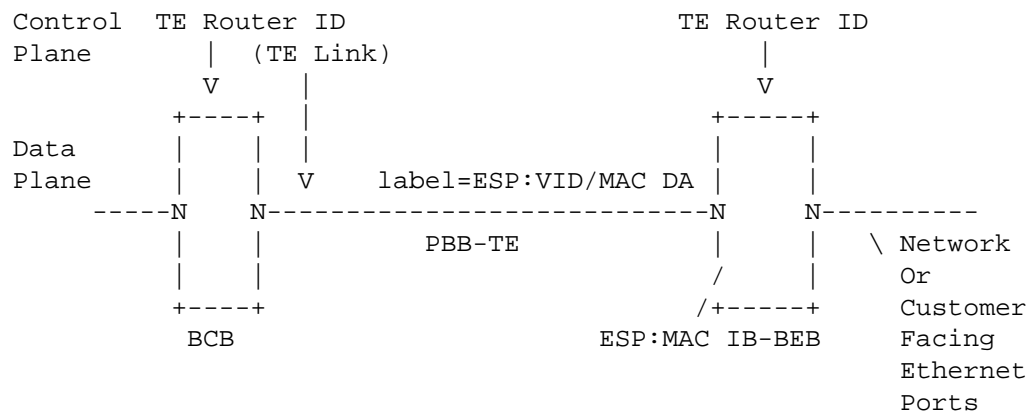 Control TE Router ID TE Router ID
Plane | (TE Link) |
V | V
+----+ | +-----+
Data | | | | |
Plane | | V label=ESP:VID/MAC DA | |
-----N N----------------------------N N----------
| | PBB-TE | | \ Network
| | / | Or
+----+ /+-----+ Customer
BCB ESP:MAC IB-BEB Facing
Ethernet
Ports